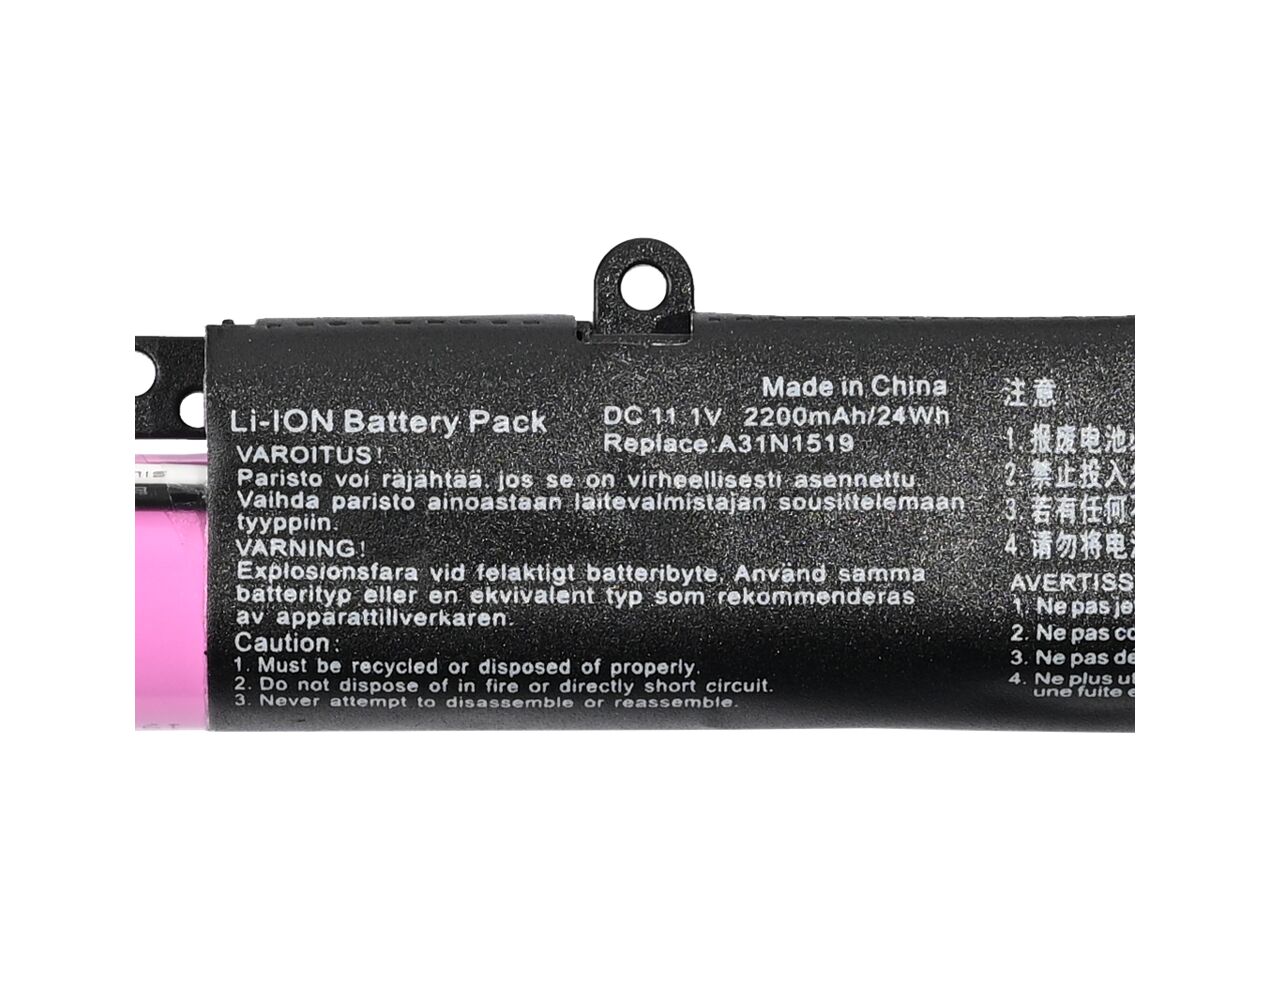 Made in China
Li-ION Battery Pack
DC 11.1V 2200mAh/24Wh
Replace:A31N1519
VAROITUS!
Paristo voi räjähtää, jos se on virheellisesti asennettu.
Vaihda paristo ainoastaan laitevalmistajan sousiftelemaan
tyyppiin.
VARNING!
Explosionsfara vid felaktigt batteribyte. Använd samma
batterityp eller en ekvivalent typ som rekommenderas
av apparattillverkaren.
Caution:
1. Must be recycled or disposed of properly.
2. Do not dispose of in fire or directly short circuit.
3. Never attempt to disassemble or reassemble.
注意:
1. 报废电池
2. 禁止投入
3. 若有任何
4. 请勿将电
AVERTISS
1. Ne pas je
2. Ne pas co
3. Ne pas de
4. Ne plus ut
une fuite